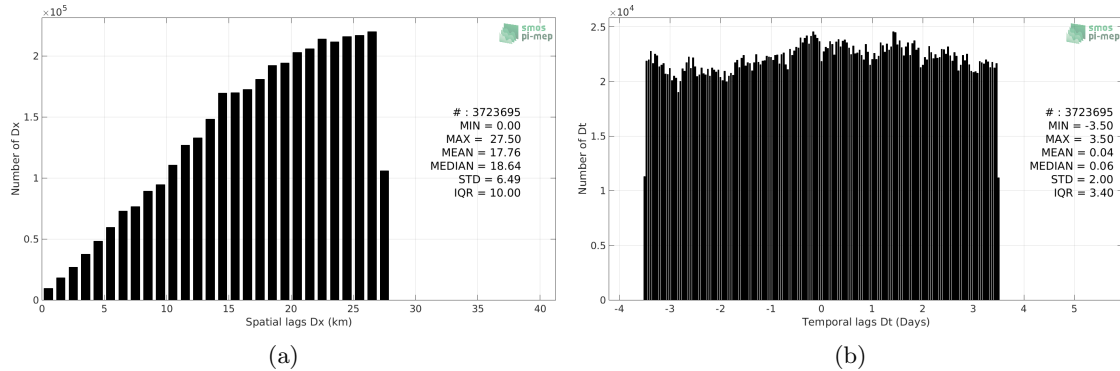 ×10⁵
2
1.5
1
0.5
0
Number of Dx
0 5 10 15 20 25 30 35 40
Spatial lags Dx (km)
smos
pi-mep
# : 3723695
MIN = 0.00
MAX = 27.50
MEAN = 17.76
MEDIAN = 18.64
STD = 6.49
IQR = 10.00
(a)
×10⁴
2.5
2
1.5
1
0.5
0
Number of Dt
-4 -3 -2 -1 0 1 2 3 4 5
Temporal lags Dt (Days)
smos
pi-mep
# : 3723695
MIN = -3.50
MAX = 3.50
MEAN = 0.04
MEDIAN = 0.06
STD = 2.00
IQR = 3.40
(b)